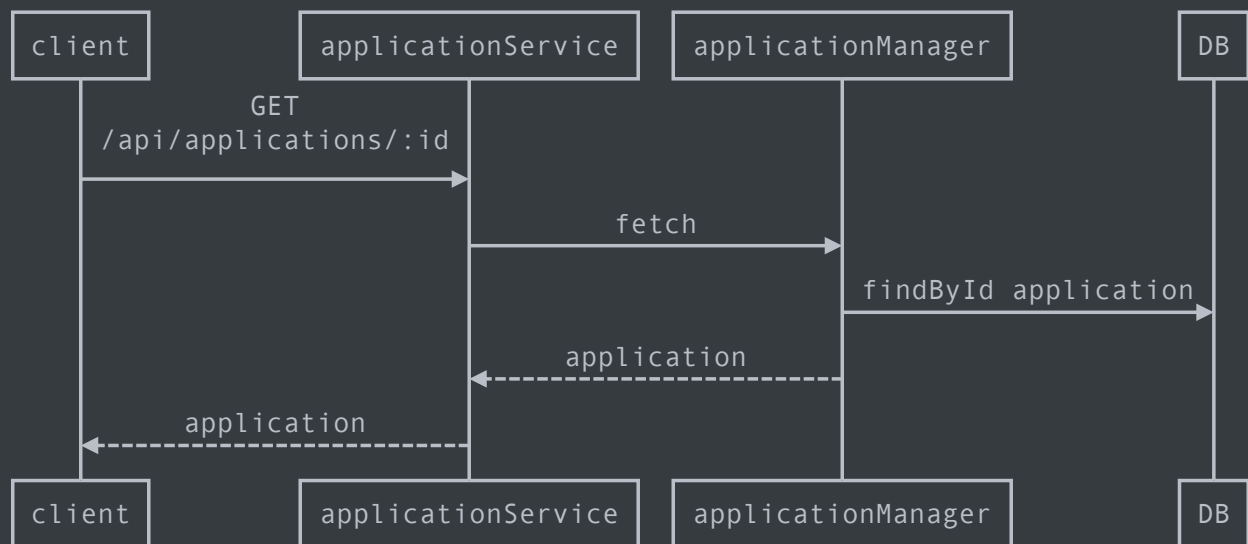 client
applicationService
applicationManager
DB
GET
/api/applications/:id
fetch
findById application
application
application
client
applicationService
applicationManager
DB